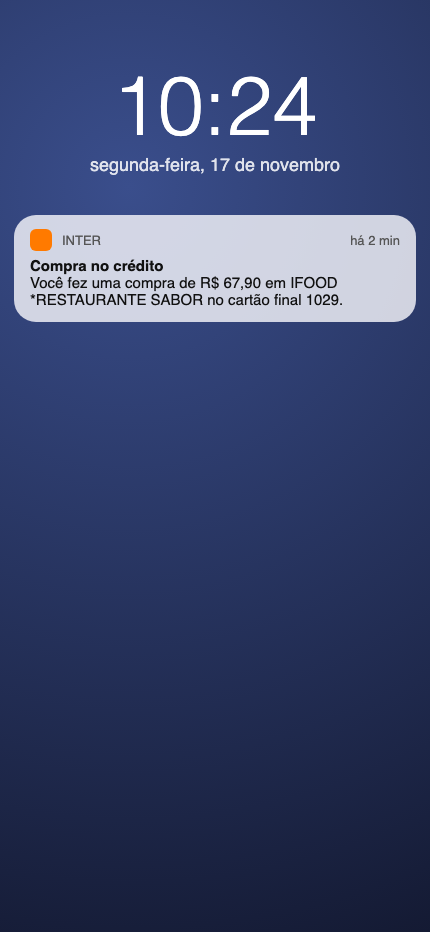 10:24
segunda-feira, 17 de novembro
INTER há 2 min
Compra no crédito
Você fez uma compra de R$ 67,90 em IFOOD
*RESTAURANTE SABOR no cartão final 1029.